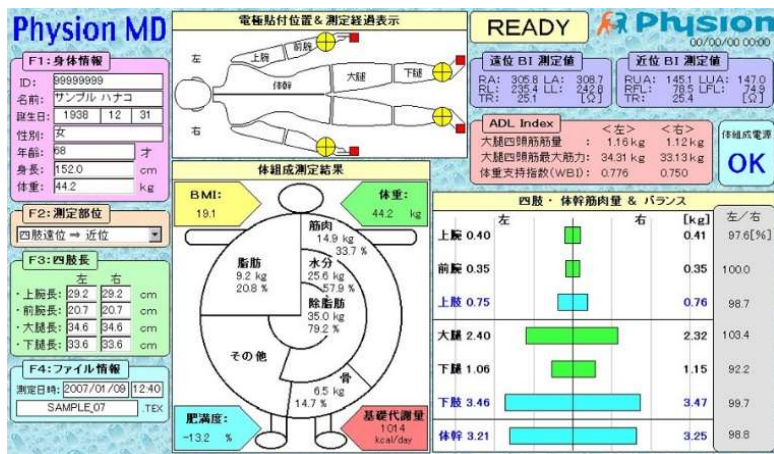 Physion MD
F1:身体情報
ID: 99999999
名前: サンプル ハナコ
誕生日: 1938 12 31
性別: 女
年齢: 68 才
身長: 152.0 cm
体重: 44.2 kg
F2:測定部位
四肢遠位 ⇒ 近位
F3:四肢長
左 右
・上腕長: 29.2 29.2 cm
・前腕長: 20.7 20.7 cm
・大腿長: 34.6 34.6 cm
・下腿長: 33.6 33.6 cm
F4:ファイル情報
測定日時: 2007/01/09 12:40
SAMPLE_07 .TEX
電極貼付位置&測定経過表示
左
上腕 前腕
体幹 大腿 下腿
右
READY
Physion
00/00/00 00:00
遠位 BI 測定値
RA: 305.8 LA: 306.7
RL: 235.4 LL: 242.8
TR: 25.1 [Ω]
近位 BI 測定値
RUA: 145.1 LUA: 147.0
RFL: 78.5 LFL: 74.9
TR: 25.4 [Ω]
ADL Index <左> <右>
大腿四頭筋筋量 : 1.16 kg 1.12 kg
大腿四頭筋最大筋力: 34.31 kg 33.13 kg
体重支持指数(WBI): 0.776 0.750
体組成電源
OK
体組成測定結果
BMI:
19.1
体重:
44.2 kg
筋肉
14.9 kg
33.7 %
脂肪
9.2 kg
20.8 %
水分
25.6 kg
57.9 %
除脂肪
35.0 kg
79.2 %
その他
骨
6.5 kg
14.7 %
肥満度:
-13.2 %
基礎代謝量
1014
kcal/day
四肢・体幹筋肉量 & バランス
左 右 [kg] 左/右
上腕 0.40 0.41 97.6[%]
前腕 0.35 0.35 100.0
上肢 0.75 0.76 98.7
大腿 2.40 2.32 103.4
下腿 1.06 1.15 92.2
下肢 3.46 3.47 99.7
体幹 3.21 3.25 98.8